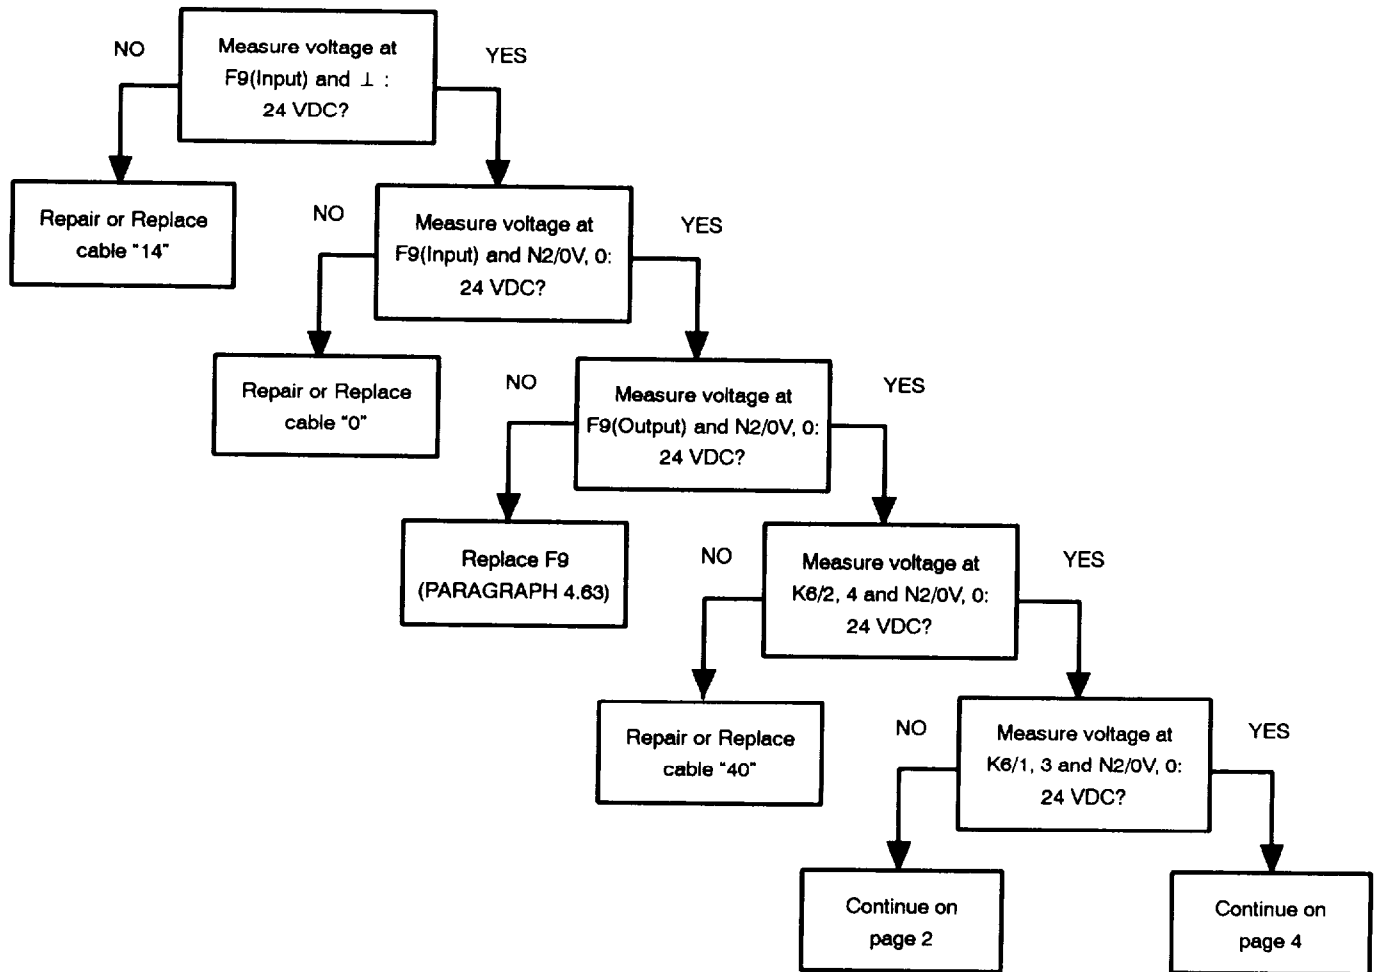 NO
Measure voltage at
F9(Input) and ⊥ :
24 VDC?
YES
Repair or Replace
cable "14"
NO
Measure voltage at
F9(Input) and N2/0V, 0:
24 VDC?
YES
Repair or Replace
cable "0"
NO
Measure voltage at
F9(Output) and N2/0V, 0:
24 VDC?
YES
Replace F9
(PARAGRAPH 4.63)
NO
Measure voltage at
K6/2, 4 and N2/0V, 0:
24 VDC?
YES
Repair or Replace
cable "40"
NO
Measure voltage at
K6/1, 3 and N2/0V, 0:
24 VDC?
YES
Continue on
page 2
Continue on
page 4